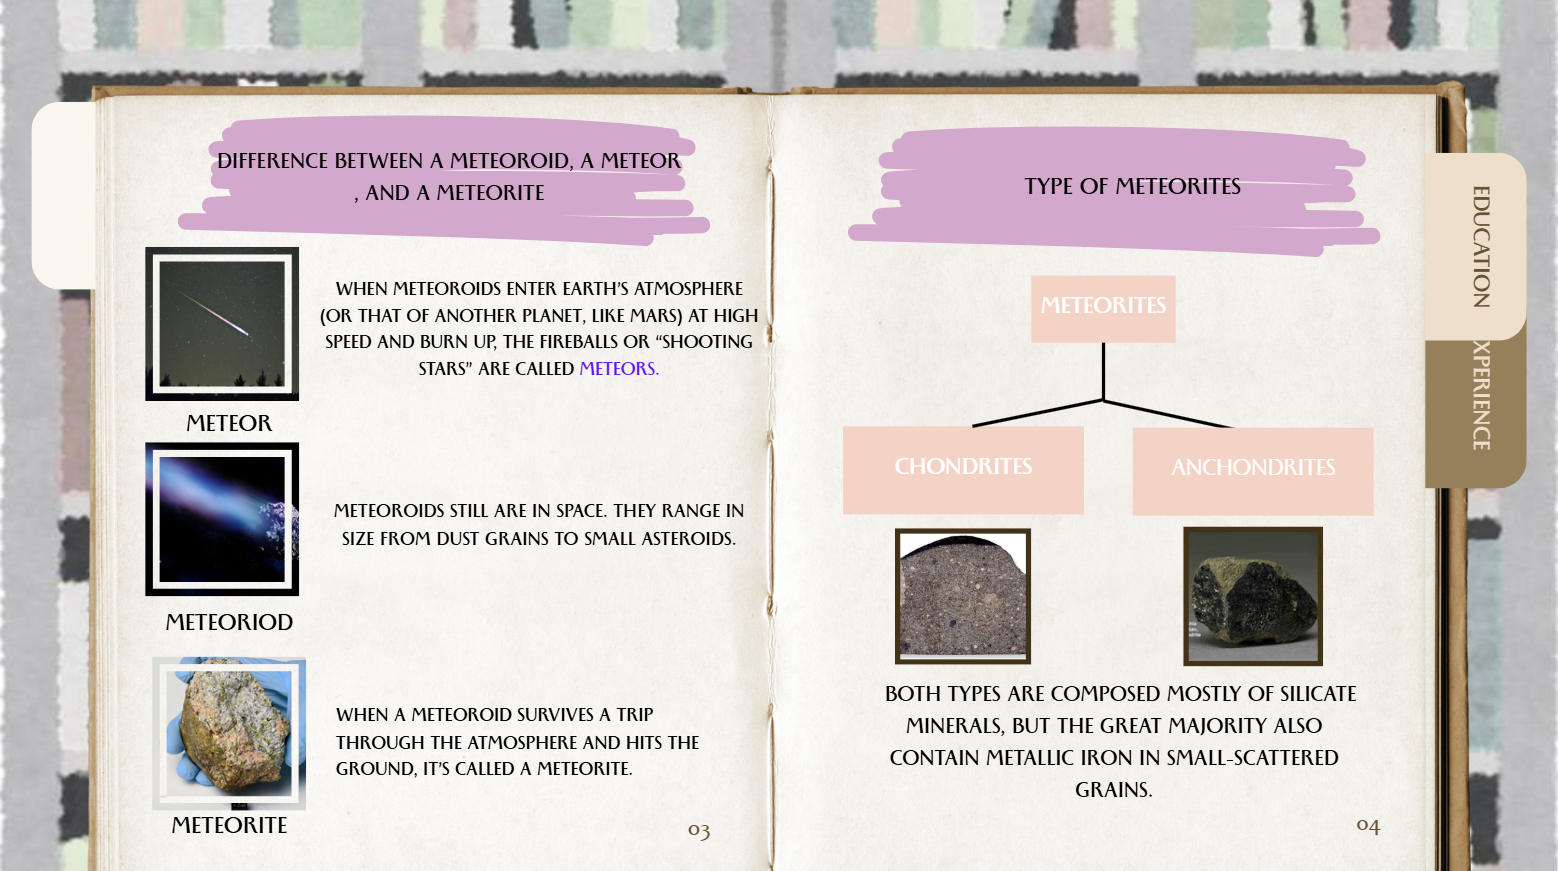 DIFFERENCE BETWEEN A METEOROID, A METEOR
, AND A METEORITE
WHEN METEOROIDS ENTER EARTH'S ATMOSPHERE
(OR THAT OF ANOTHER PLANET, LIKE MARS) AT HIGH
SPEED AND BURN UP, THE FIREBALLS OR “SHOOTING
STARS” ARE CALLED METEORS.
METEOR
METEOROIDS STILL ARE IN SPACE. THEY RANGE IN
SIZE FROM DUST GRAINS TO SMALL ASTEROIDS.
METEORIOD
WHEN A METEOROID SURVIVES A TRIP
THROUGH THE ATMOSPHERE AND HITS THE
GROUND, IT'S CALLED A METEORITE.
METEORITE
03
TYPE OF METEORITES
METEORITES
CHONDRITES
ANCHONDRITES
BOTH TYPES ARE COMPOSED MOSTLY OF SILICATE
MINERALS, BUT THE GREAT MAJORITY ALSO
CONTAIN METALLIC IRON IN SMALL-SCATTERED
GRAINS.
04
EDUCATION
XPERIENCE